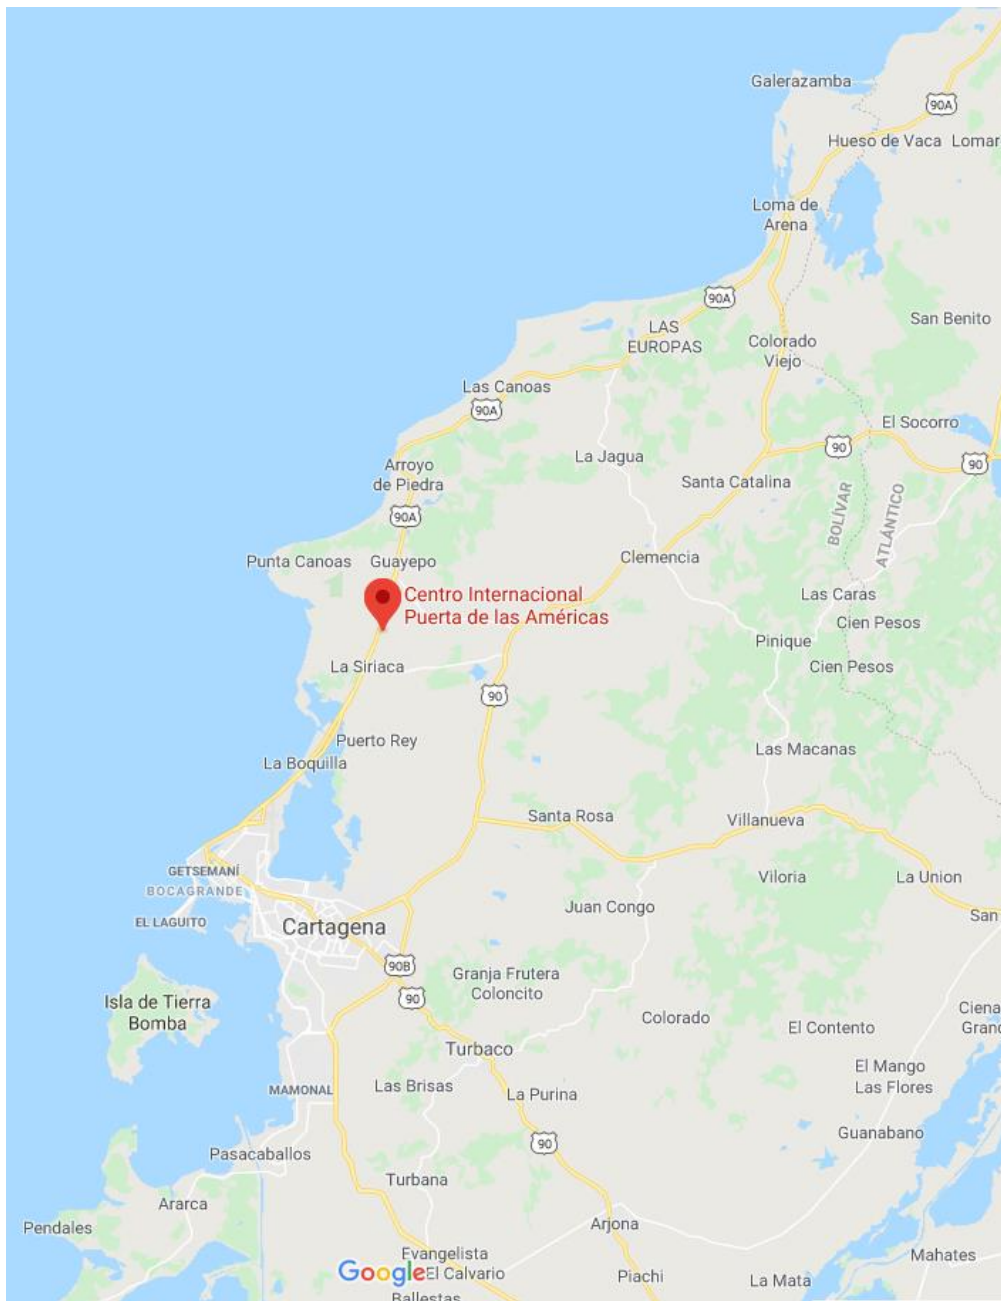 Galerazamba
90A
Hueso de Vaca
Lomar
Loma de
Arena
90A
San Benito
LAS
EUROPAS
Colorado
Viejo
Las Canoas
90A
El Socorro
90
90
La Jagua
Arroyo
de Piedra
Santa Catalina
BOLÍVAR
ATLÁNTICO
90A
Punta Canoas
Guayepo
Clemencia
Centro Internacional
Puerta de las Américas
Las Caras
Cien Pesos
Pinique
La Siriaca
Cien Pesos
90
Puerto Rey
Las Macanas
La Boquilla
Santa Rosa
Villanueva
GETSEMANÍ
BOCAGRANDE
Viloria
La Union
EL LAGUITO
Juan Congo
San
Cartagena
90B
90
Granja Frutera
Coloncito
Isla de Tierra
Bomba
Colorado
El Contento
Ciena
Grand
Turbaco
El Mango
Las Flores
MAMONAL
Las Brisas
La Purina
90
Guanabano
Pasacaballos
Turbana
Ararca
Pendales
Arjona
Evangelista
El Calvario
Google
Mahates
Piachi
La Mata
Ballestas